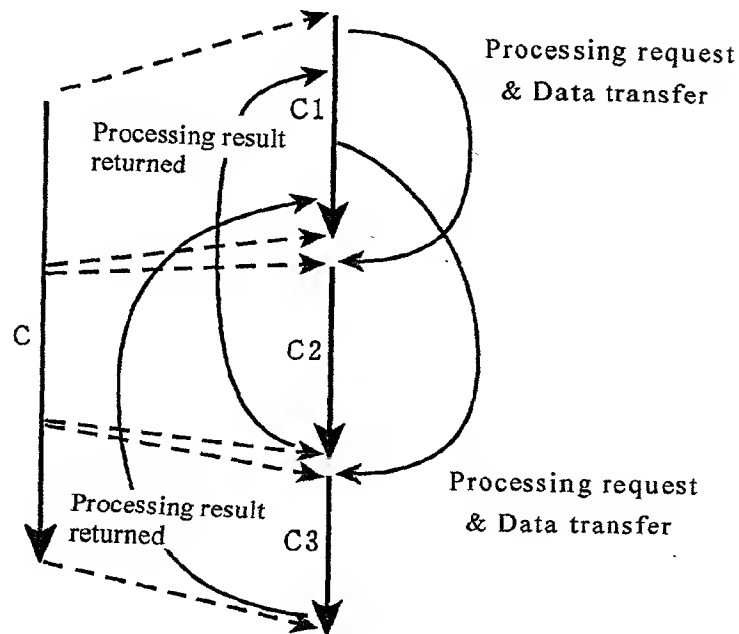 Processing request
& Data transfer
C1
Processing result
returned
C
C2
Processing request
& Data transfer
Processing result
returned
C3